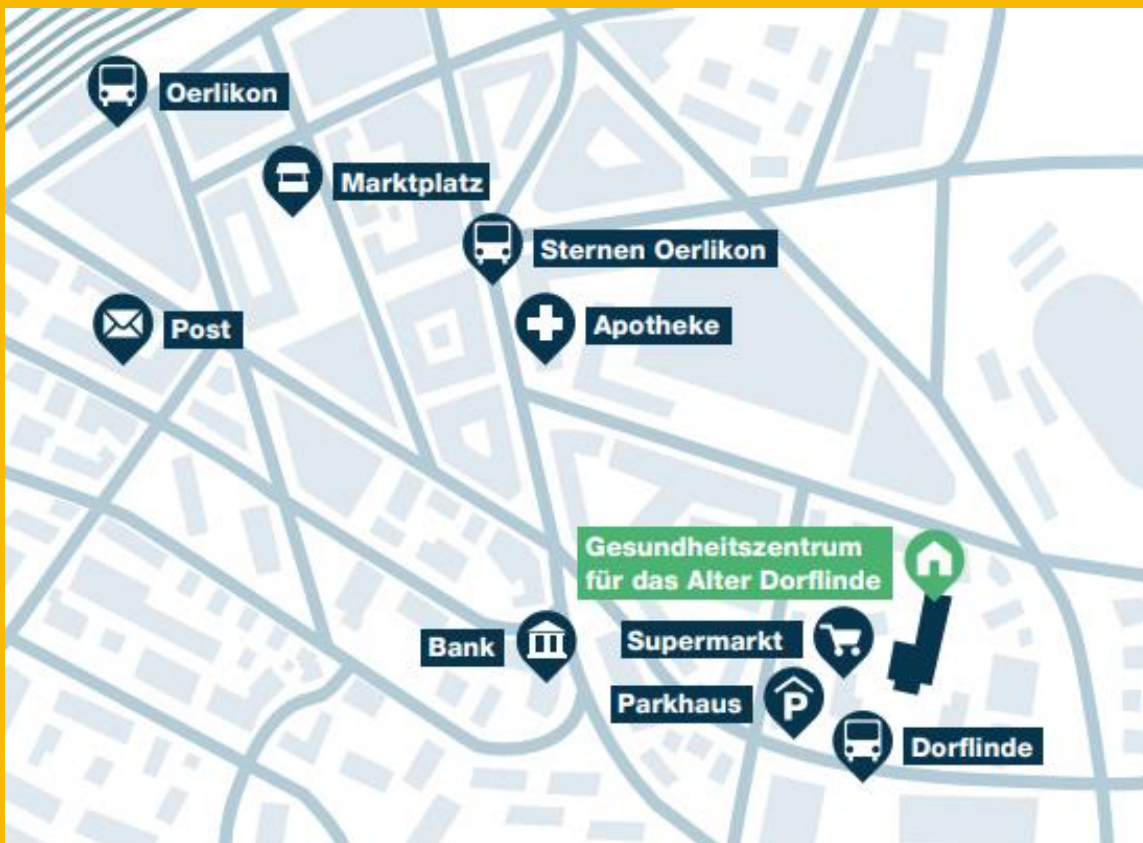 Oerlikon
Marktplatz
Sternen Oerlikon
Post
Apotheke
Gesundheitszentrum
für das Alter Dorflinde
Bank
Supermarkt
Parkhaus
P
Dorflinde